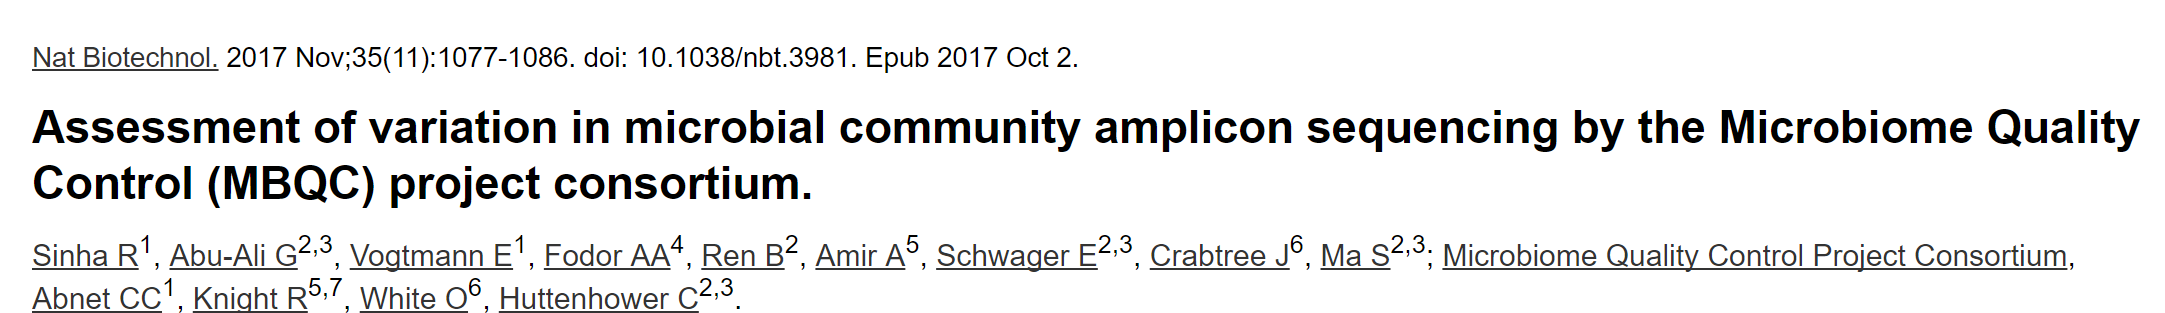 Nat Biotechnol. 2017 Nov;35(11):1077-1086. doi: 10.1038/nbt.3981. Epub 2017 Oct 2.
Assessment of variation in microbial community amplicon sequencing by the Microbiome Quality
Control (MBQC) project consortium.
Sinha R1, Abu-Ali G2,3, Vogtmann E1, Fodor AA4, Ren B2, Amir A5, Schwager E2,3, Crabtree J6, Ma S2,3; Microbiome Quality Control Project Consortium,
Abnet CC1, Knight R5,7, White O6, Huttenhower C2,3.